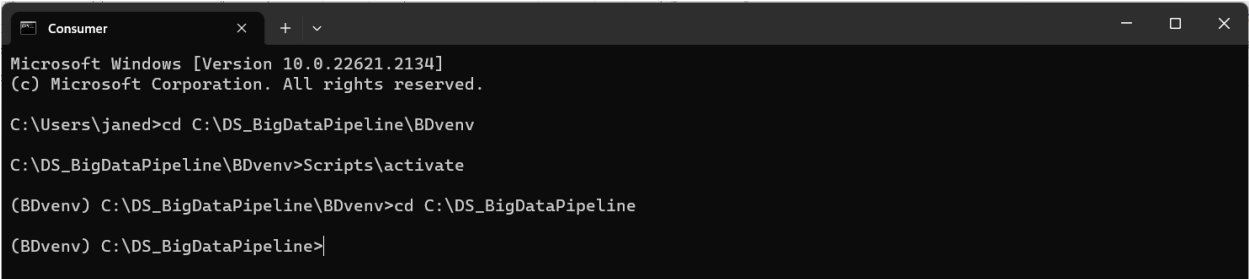 Consumer
Microsoft Windows [Version 10.0.22621.2134]
(c) Microsoft Corporation. All rights reserved.
C:\Users\janed>cd C:\DS_BigDataPipeline\BDvenv
C:\DS_BigDataPipeline\BDvenv>Scripts\activate
(BDvenv) C:\DS_BigDataPipeline\BDvenv>cd C:\DS_BigDataPipeline
(BDvenv) C:\DS_BigDataPipeline>